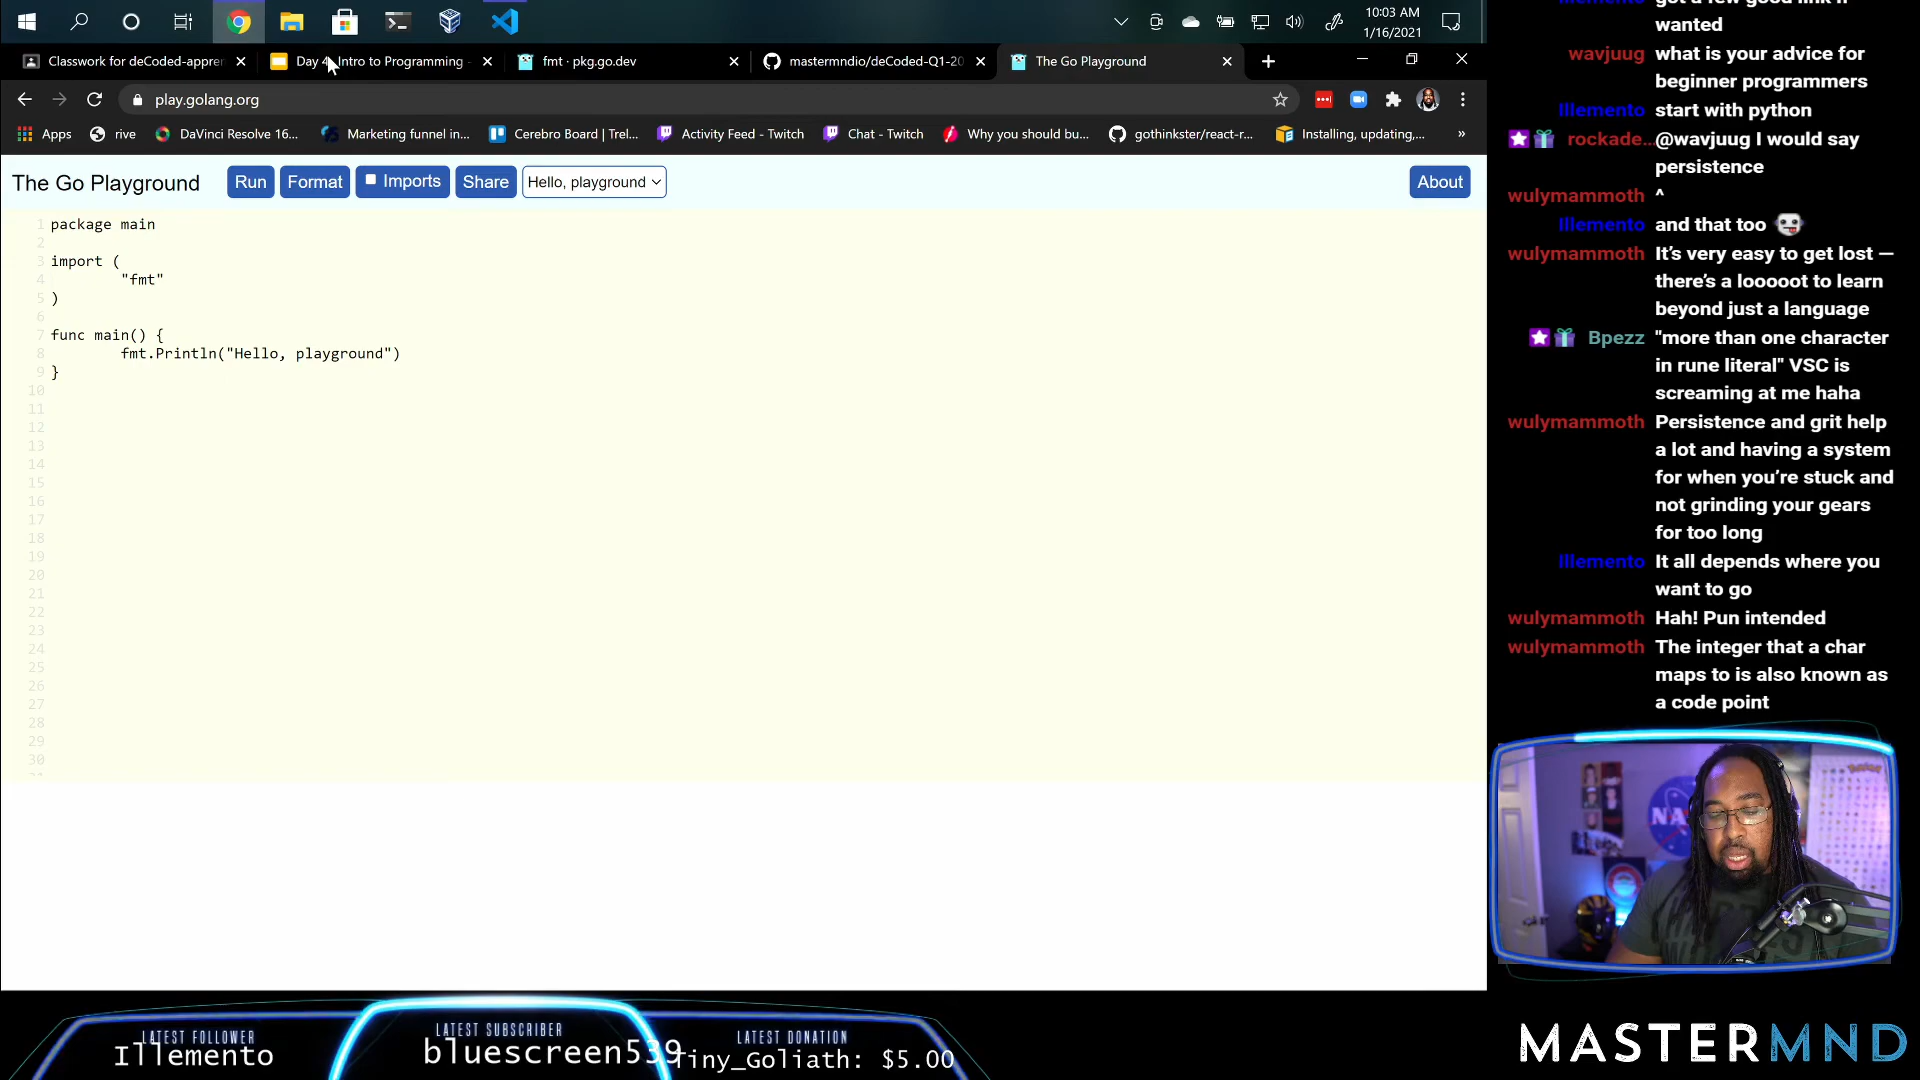 10:03 AM
1/16/2021
Classwork for deCoded-appren
Intro to Programming -
fmt · pkg.go.dev
mastermndio/deCoded-Q1-20
The Go Playground
play.golang.org
Apps
rive
DaVinci Resolve 16...
Marketing funnel in...
Cerebro Board | Trel...
Activity Feed - Twitch
Chat - Twitch
Why you should bu...
gothinkster/react-r...
Installing, updating,...
»
The Go Playground
Run
Format
Imports
Share
Hello, playground
About
1 package main
2
3 import (
4 "fmt"
5 )
6
7 func main() {
8 fmt.Println("Hello, playground")
9 }
10
11
12
13
14
15
16
17
18
19
20
21
22
23
24
25
26
27
28
29
30
wanted
wavjuug what is your advice for
beginner programmers
Illemento start with python
rockade... @wavjuug I would say
persistence
wulymammoth ^
Illemento and that too
wulymammoth It's very easy to get lost —
there's a looooot to learn
beyond just a language
Bpezz "more than one character
in rune literal" VSC is
screaming at me haha
wulymammoth Persistence and grit help
a lot and having a system
for when you're stuck and
not grinding your gears
for too long
Illemento It all depends where you
want to go
wulymammoth Hah! Pun intended
wulymammoth The integer that a char
maps to is also known as
a code point
LATEST FOLLOWER
Illemento
LATEST SUBSCRIBER
bluescreen539
LATEST DONATION
Tiny_Goliath: $5.00
MASTERMND